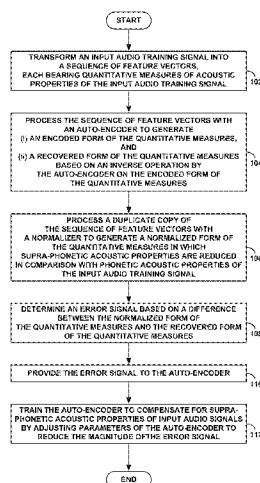 START
TRANSFORM AN INPUT AUDIO TRAINING SIGNAL INTO
A SEQUENCE OF FEATURE VECTORS,
EACH BEARING QUANTITATIVE MEASURES OF ACOUSTIC
PROPERTIES OF THE INPUT AUDIO TRAINING SIGNAL
102
PROCESS THE SEQUENCE OF FEATURE VECTORS WITH
AN AUTO-ENCODER TO GENERATE
(I) AN ENCODED FORM OF THE QUANTITATIVE MEASURES,
AND
(II) A RECOVERED FORM OF THE QUANTITATIVE MEASURES
BASED ON AN INVERSE OPERATION BY
THE AUTO-ENCODER ON THE ENCODED FORM OF
THE QUANTITATIVE MEASURES
104
PROCESS A DUPLICATE COPY OF
THE SEQUENCE OF FEATURE VECTORS WITH
A NORMALIZER TO GENERATE A NORMALIZED FORM OF
THE QUANTITATIVE MEASURES IN WHICH
SUPRA-PHONETIC ACOUSTIC PROPERTIES ARE REDUCED
IN COMPARISON WITH PHONETIC ACOUSTIC PROPERTIES OF
THE INPUT AUDIO TRAINING SIGNAL
DETERMINE AN ERROR SIGNAL BASED ON A DIFFERENCE
BETWEEN THE NORMALIZED FORM OF
THE QUANTITATIVE MEASURES AND THE RECOVERED FORM
OF THE QUANTITATIVE MEASURES
PROVIDE THE ERROR SIGNAL TO THE AUTO-ENCODER
TRAIN THE AUTO-ENCODER TO COMPENSATE FOR SUPRA-
PHONETIC ACOUSTIC PROPERTIES OF INPUT AUDIO SIGNALS
BY ADJUSTING PARAMETERS OF THE AUTO-ENCODER TO
REDUCE THE MAGNITUDE OF THE ERROR SIGNAL
END